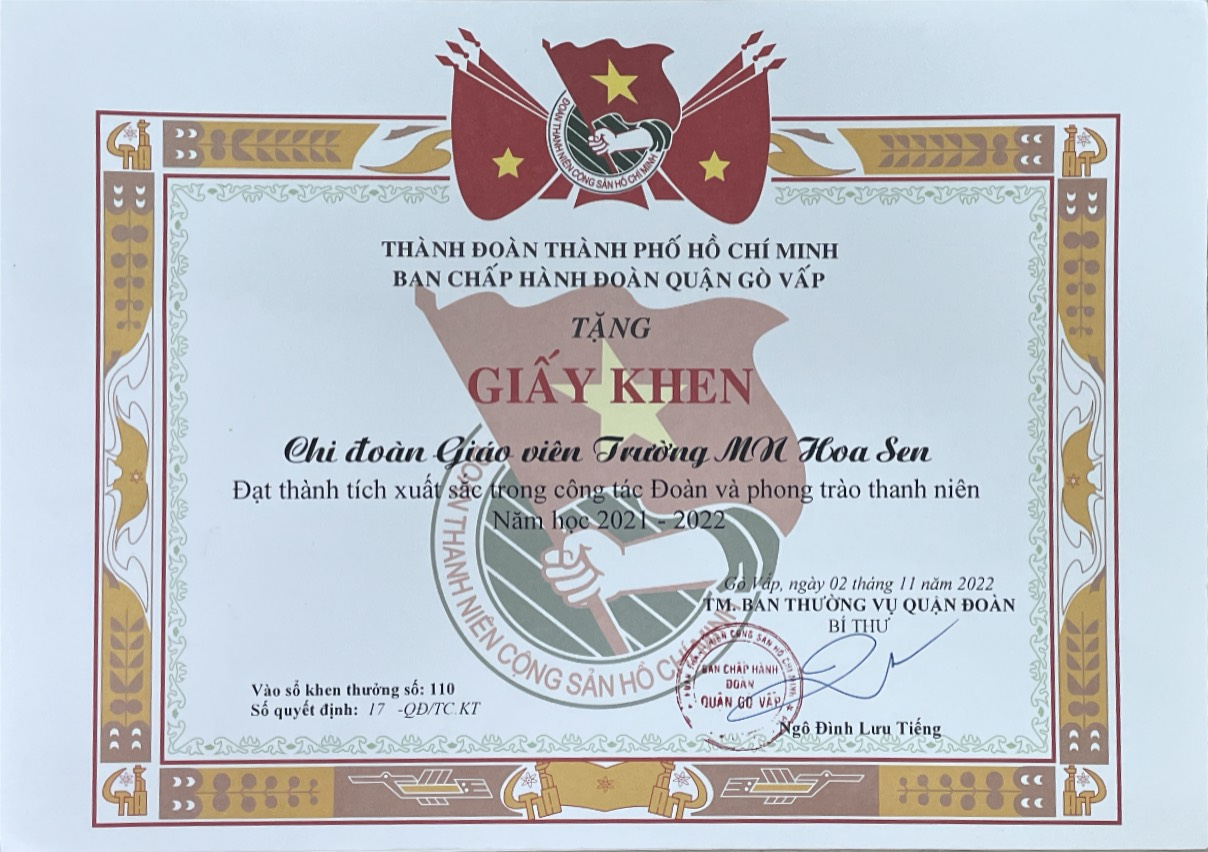 ĐOÀN THANH NIÊN CỘNG SẢN HỒ CHÍ MINH
THÀNH ĐOÀN THÀNH PHỐ HỒ CHÍ MINH
BAN CHẤP HÀNH ĐOÀN QUẬN GÒ VẤP
TẶNG
GIẤY KHEN
Chi đoàn Giáo viên Trường MN Hoa Sen
Đạt thành tích xuất sắc trong công tác Đoàn và phong trào thanh niên
Năm học 2021 - 2022
ĐOÀN THANH NIÊN CỘNG SẢN HỒ CHÍ MINH
Gò Vấp, ngày 02 tháng 11 năm 2022
TM. BAN THƯỜNG VỤ QUẬN ĐOÀN
BÍ THƯ
BAN CHẤP HÀNH
ĐOÀN
QUẬN GÒ VẤP
Ngô Đình Lưu Tiếng
Vào sổ khen thưởng số: 110
Số quyết định: 17 -QĐ/TC.KT